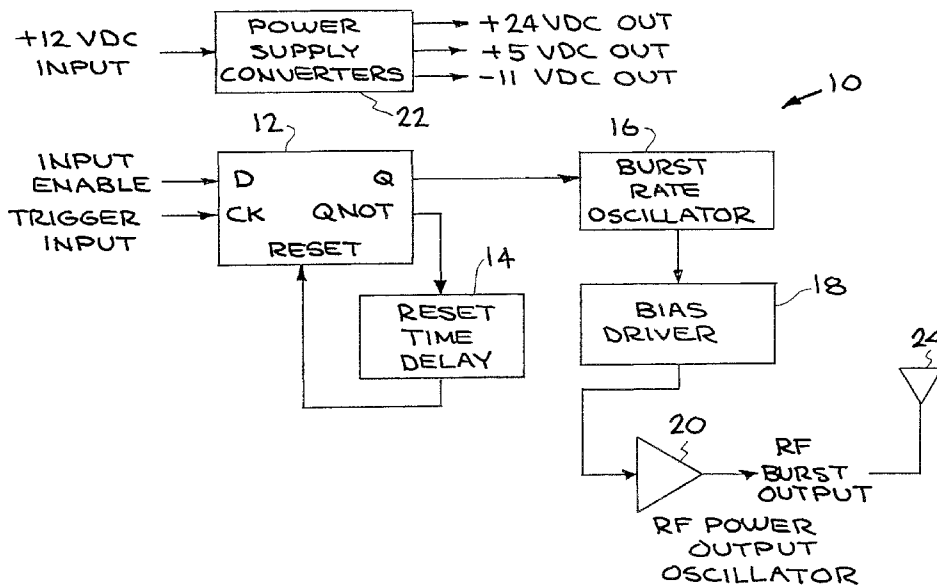 +12 VDC
INPUT
POWER
SUPPLY
CONVERTERS
+24 VDC OUT
+5 VDC OUT
-11 VDC OUT
22
10
12
INPUT
ENABLE
TRIGGER
INPUT
D
Q
CK
QNOT
RESET
16
BURST
RATE
OSCILLATOR
14
RESET
TIME
DELAY
18
BIAS
DRIVER
24
20
RF
BURST
OUTPUT
RF POWER
OUTPUT
OSCILLATOR